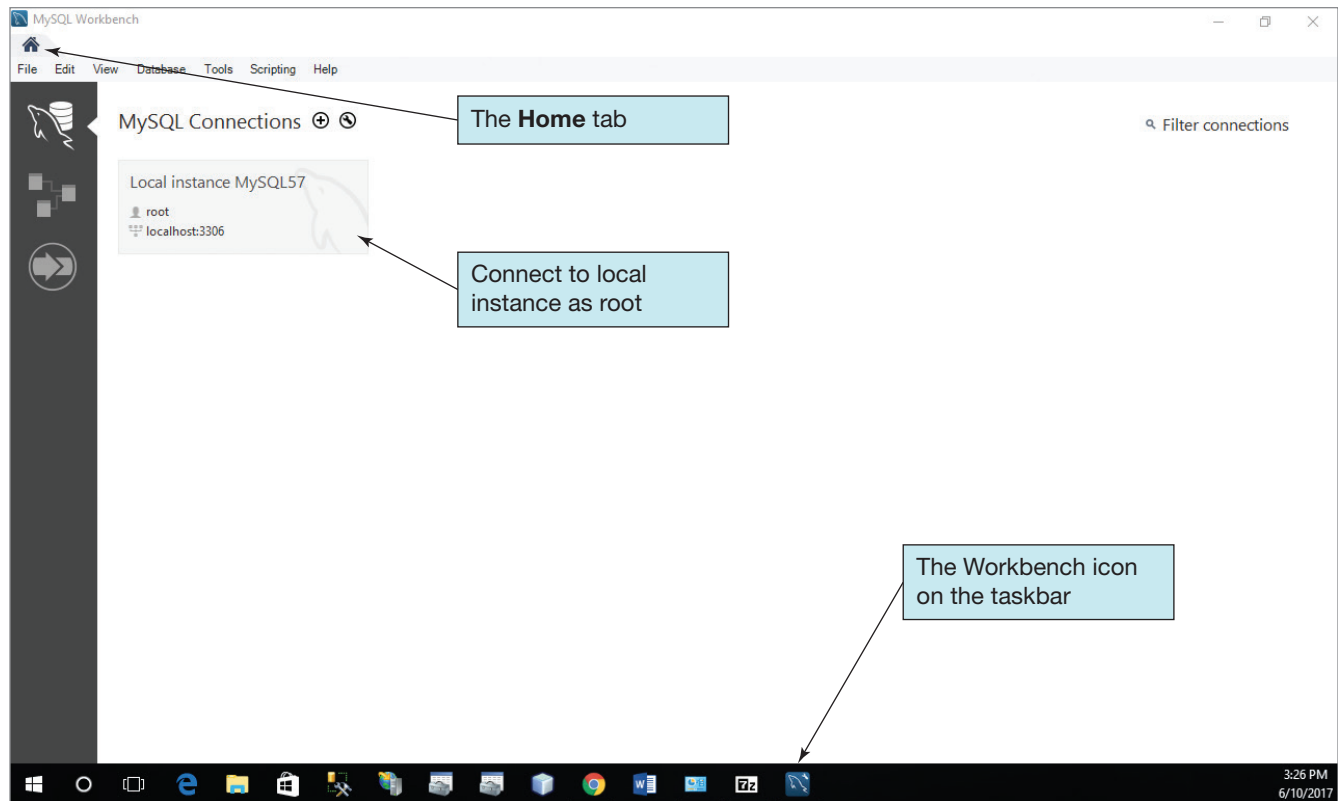 MySQL Workbench
File Edit View Database Tools Scripting Help
The Home tab
MySQL Connections
Filter connections
Local instance MySQL57
root
localhost:3306
Connect to local
instance as root
The Workbench icon
on the taskbar
7z
3:26 PM
6/10/2017